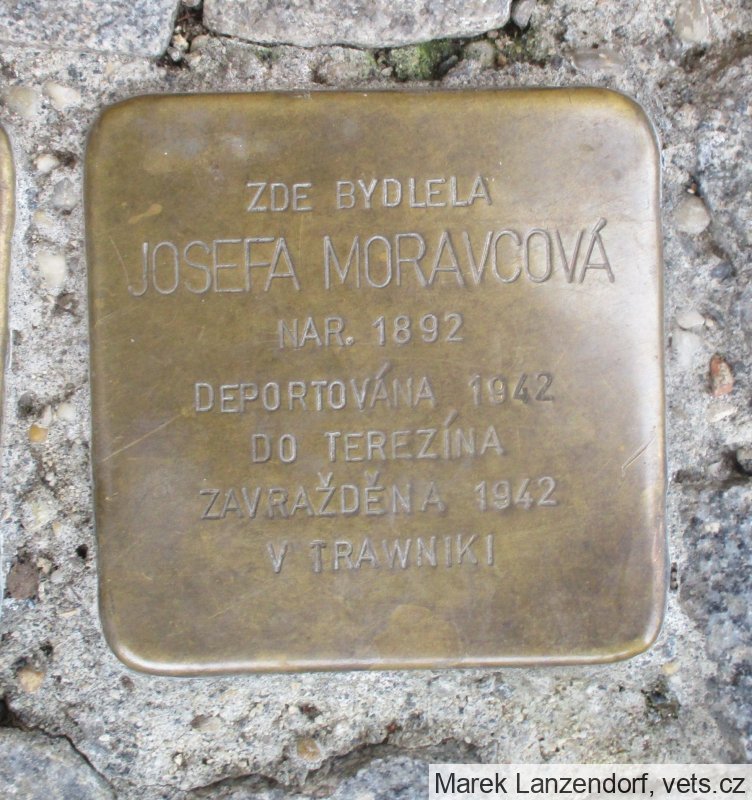 ZDE BYDLELA
JOSEFA MORAVCOVÁ
NAR. 1892
DEPORTOVÁNA 1942
DO TEREZÍNA
ZAVRAŽDĚNA 1942
V TRAWNIKI
Marek Lanzendorf, vets.cz